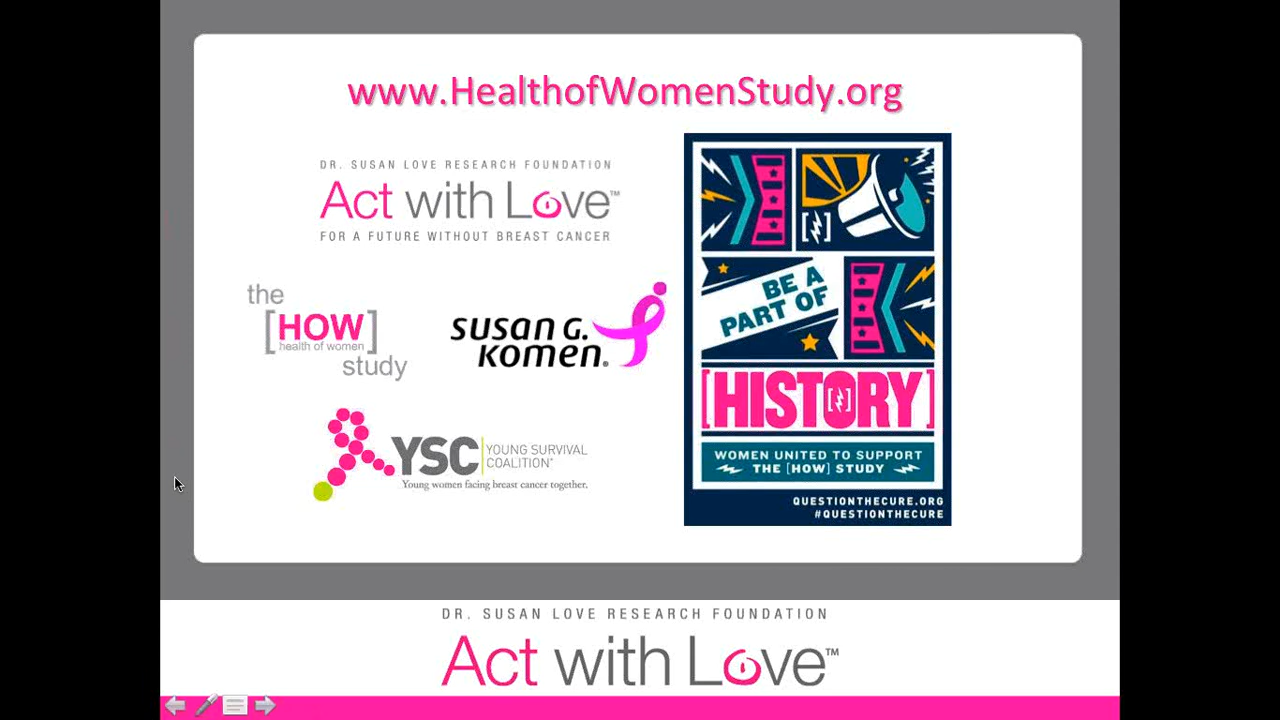 www.HealthofWomenStudy.org
DR. SUSAN LOVE RESEARCH FOUNDATION
Act with Love™
FOR A FUTURE WITHOUT BREAST CANCER
the
[HOW]
health of women
study
susan G.
komen®
YSC YOUNG SURVIVAL
COALITION®
Young women facing breast cancer together.
BE A
PART OF
[HISTORY]
WOMEN UNITED TO SUPPORT
THE [HOW] STUDY
QUESTIONTHECURE.ORG
#QUESTIONTHECURE
DR. SUSAN LOVE RESEARCH FOUNDATION
Act with Love™